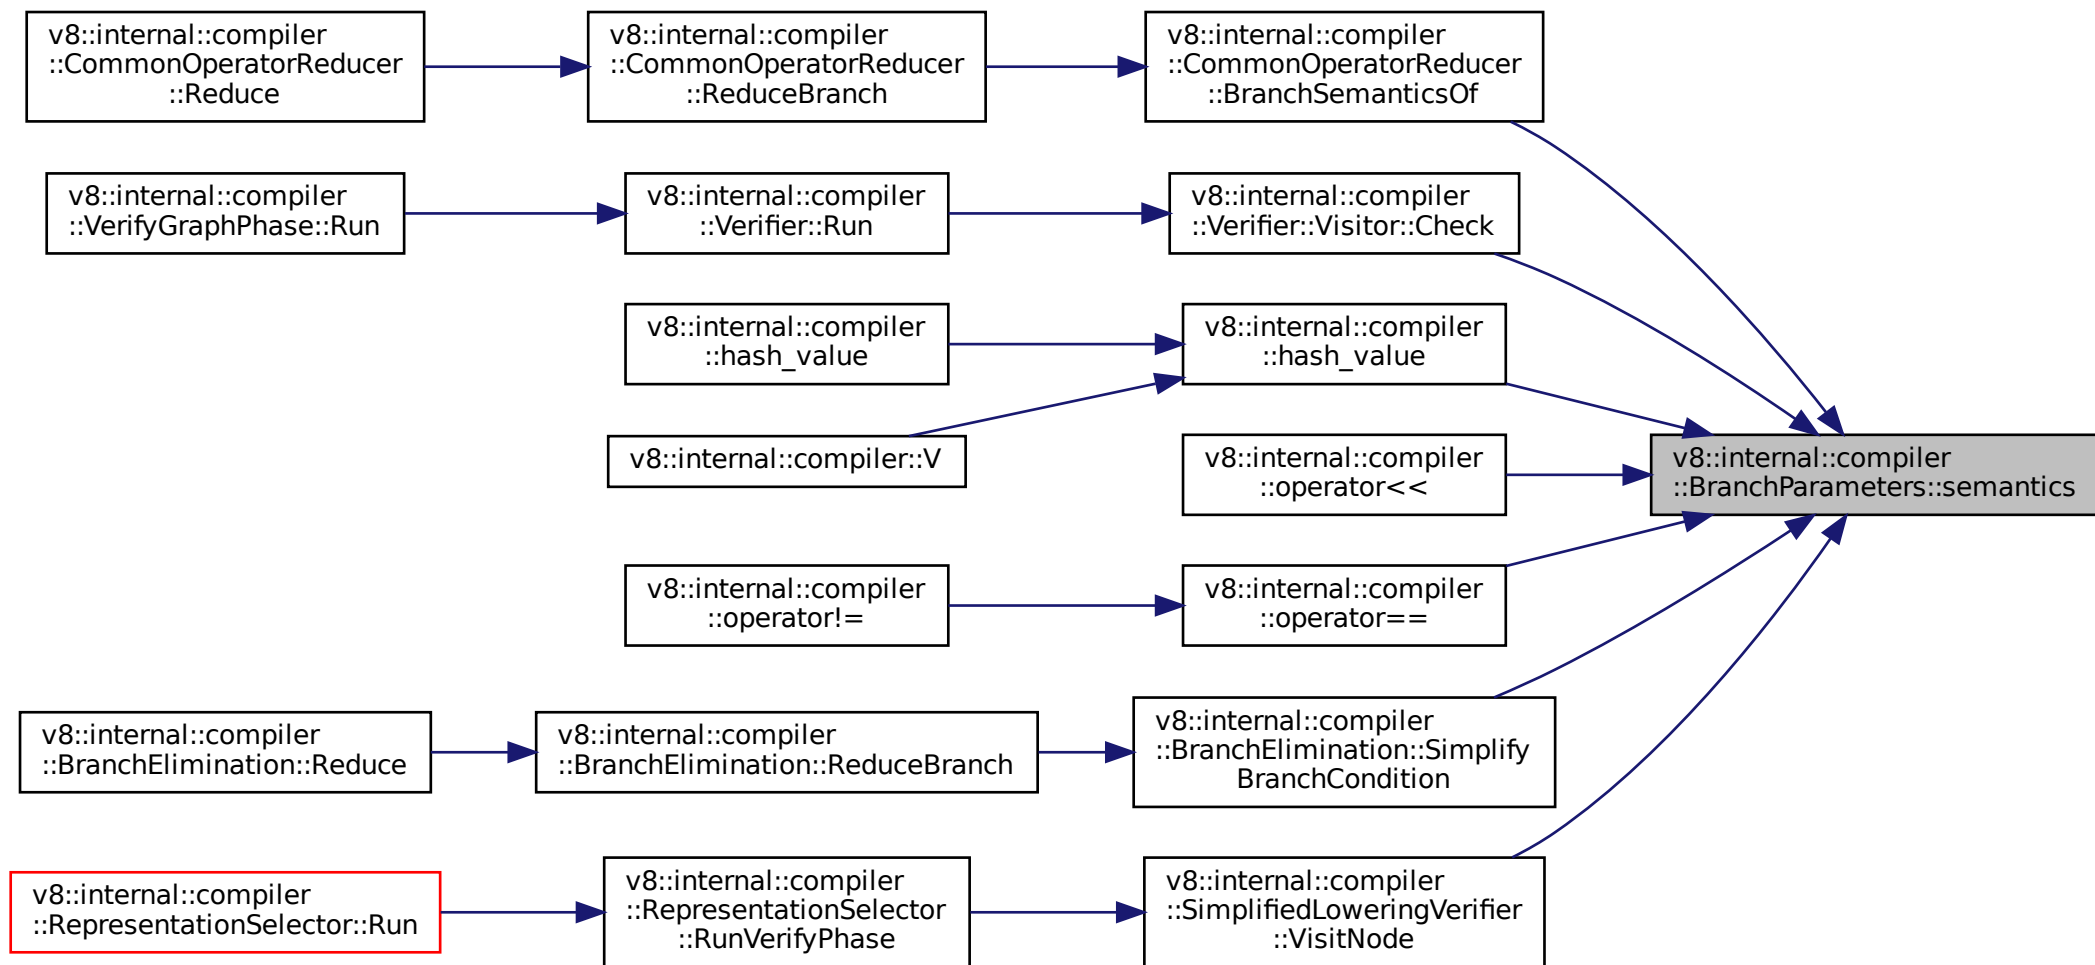 v8::internal::compiler
::CommonOperatorReducer
::Reduce
v8::internal::compiler
::CommonOperatorReducer
::ReduceBranch
v8::internal::compiler
::CommonOperatorReducer
::BranchSemanticsOf
v8::internal::compiler
::VerifyGraphPhase::Run
v8::internal::compiler
::Verifier::Run
v8::internal::compiler
::Verifier::Visitor::Check
v8::internal::compiler
::hash_value
v8::internal::compiler
::hash_value
v8::internal::compiler::V
v8::internal::compiler
::operator<<
v8::internal::compiler
::BranchParameters::semantics
v8::internal::compiler
::operator!=
v8::internal::compiler
::operator==
v8::internal::compiler
::BranchElimination::Reduce
v8::internal::compiler
::BranchElimination::ReduceBranch
v8::internal::compiler
::BranchElimination::Simplify
BranchCondition
v8::internal::compiler
::RepresentationSelector::Run
v8::internal::compiler
::RepresentationSelector
::RunVerifyPhase
v8::internal::compiler
::SimplifiedLoweringVerifier
::VisitNode